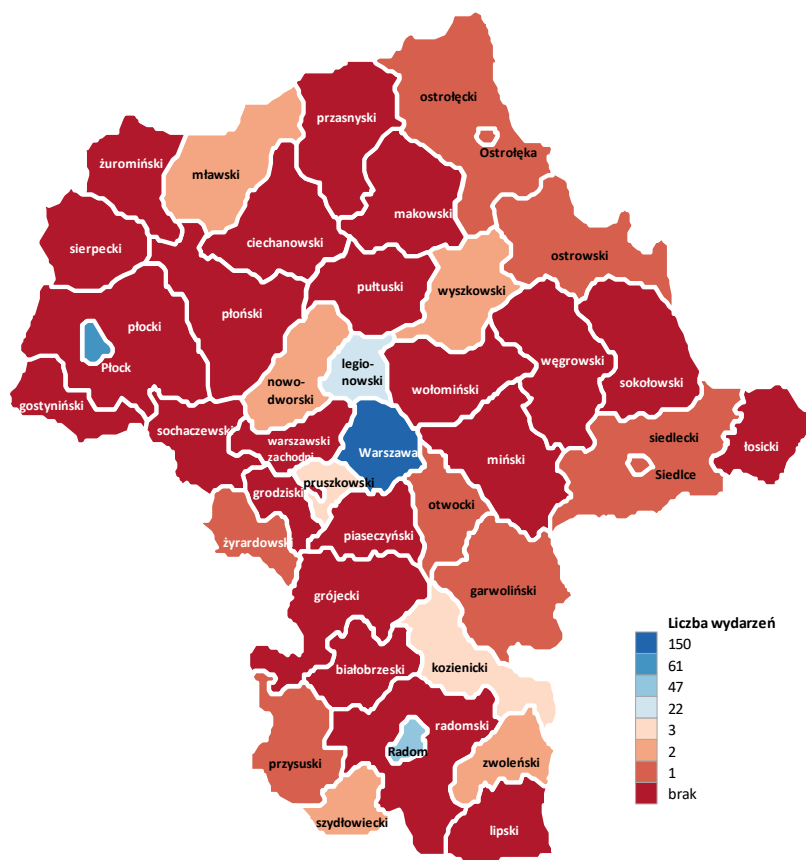 ostrołęcki
przasnyski
Ostrołęka
żuromiński
mławski
makowski
sierpecki
ciechanowski
ostrowski
pułtuski
wyszkowski
płoński
płocki
Płock
legio-
nowski
węgrowski
nowo-
dworski
wołomiński
sokołowski
gostyniński
sochaczewski
warszawski
zachodni
Warszawa
miński
siedlecki
łosicki
Siedlce
pruszkowski
grodziski
otwocki
żyrardowski
piaseczyński
garwoliński
grójecki
białobrzeski
kozienicki
radomski
Radom
przysuski
zwoleński
szydłowiecki
lipski
Liczba wydarzeń
150
61
47
22
3
2
1
brak